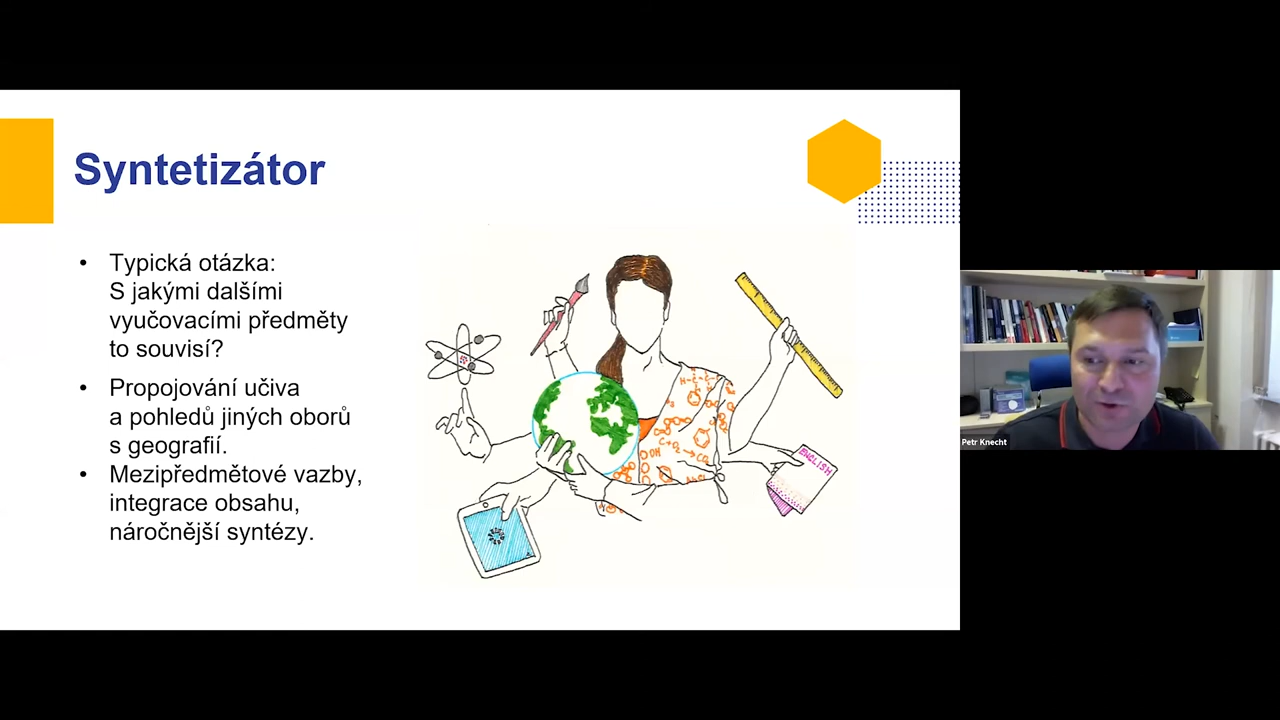 Syntetizátor
• Typická otázka:
S jakými dalšími
vyučovacími předměty
to souvisí?
• Propojování učiva
a pohledů jiných oborů
s geografií.
• Mezipředmětové vazby,
integrace obsahu,
náročnější syntézy.
ENGLISH
Petr Knecht